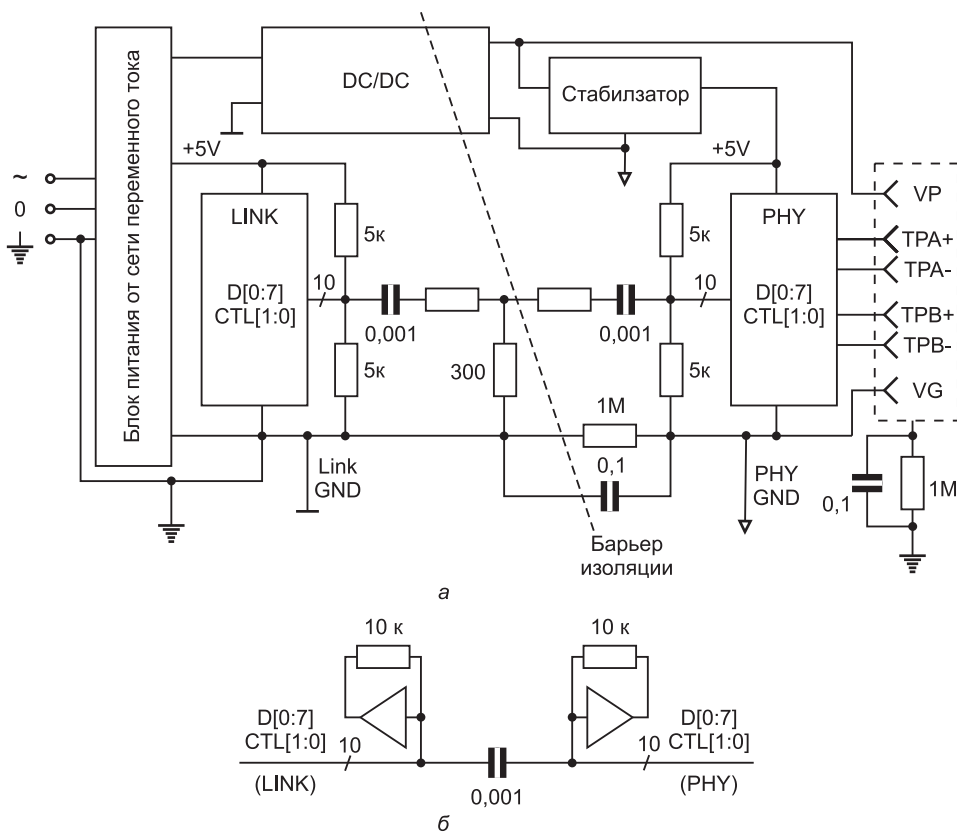 Блок питания от сети переменного тока
DC/DC
Стабилзатор
+5V
+5V
~
0
LINK
PHY
5к
5к
VP
TPA+
TPA-
TPB+
TPB-
VG
D[0:7]
CTL[1:0]
10
0,001
0,001
10
D[0:7]
CTL[1:0]
5к
300
5к
1М
0,1
Link
GND
PHY
GND
0,1
1М
Барьер
изоляции
а
10 к
10 к
D[0:7]
CTL[1:0]
10
(LINK)
0,001
D[0:7]
CTL[1:0]
10
(PHY)
б